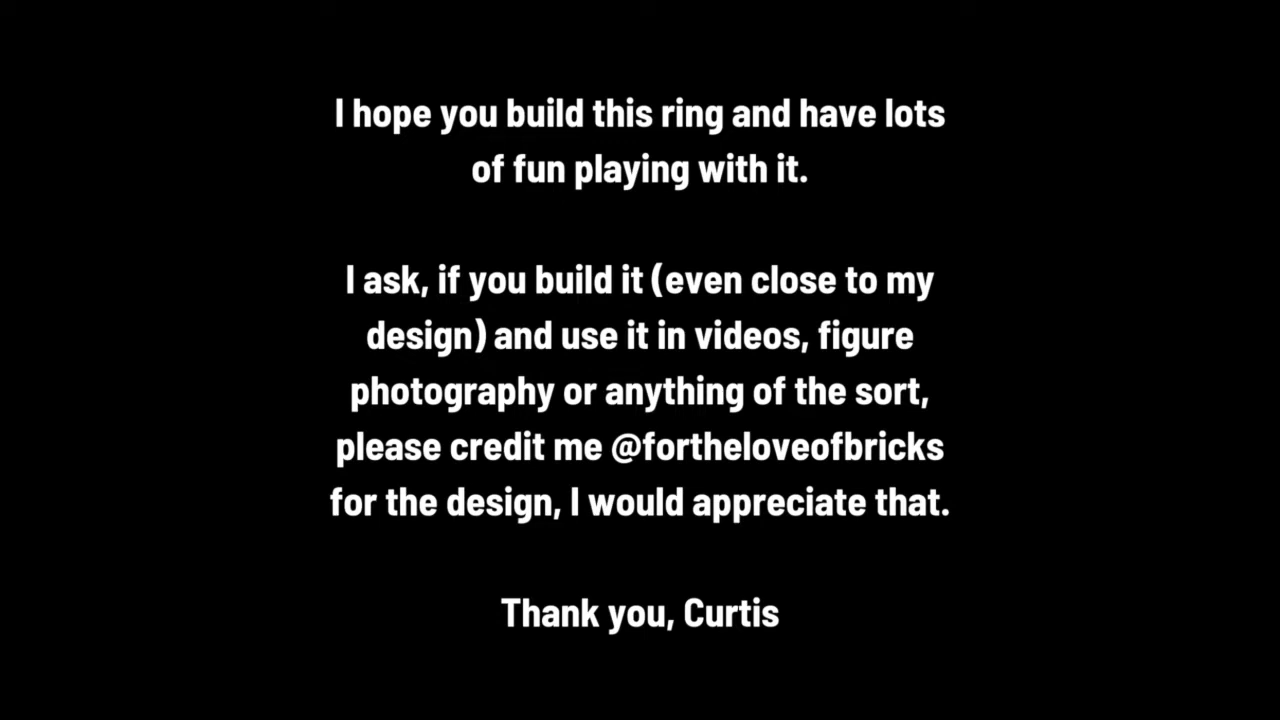 I hope you build this ring and have lots
of fun playing with it.
I ask, if you build it (even close to my
design) and use it in videos, figure
photography or anything of the sort,
please credit me @fortheloveofbricks
for the design, I would appreciate that.
Thank you, Curtis